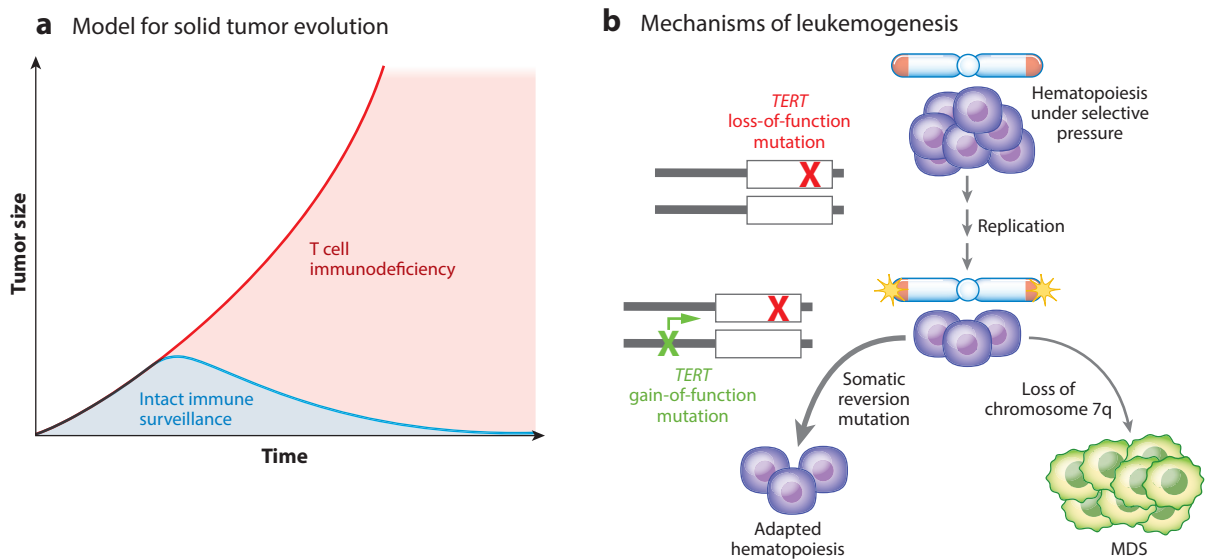 a Model for solid tumor evolution
Tumor size
T cell
immunodeficiency
Intact immune
surveillance
Time
b Mechanisms of leukemogenesis
TERT
loss-of-function
mutation
X
Hematopoiesis
under selective
pressure
Replication
X
X
TERT
gain-of-function
mutation
Somatic
reversion
mutation
Loss of
chromosome 7q
Adapted
hematopoiesis
MDS